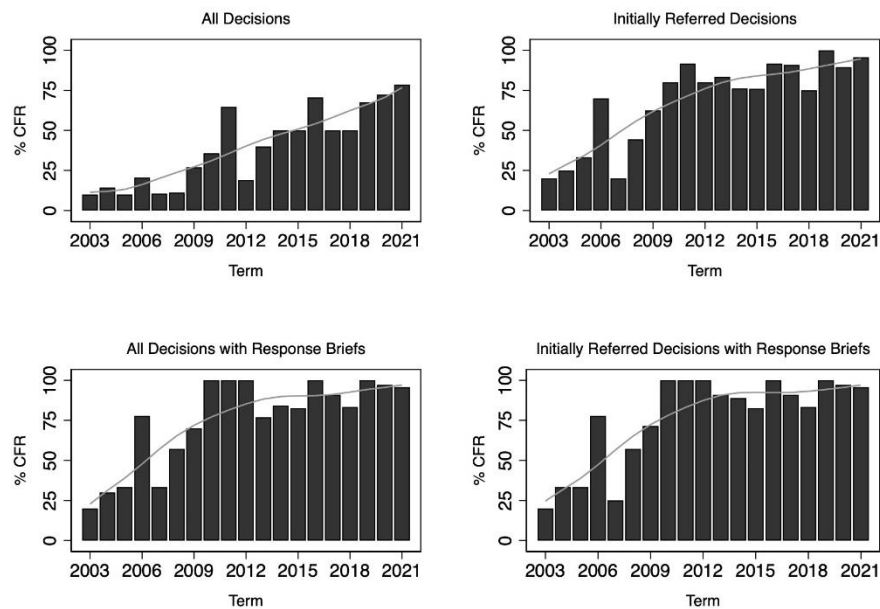 All Decisions
% CFR
100
75
50
25
0
2003 2006 2009 2012 2015 2018 2021
Term
Initially Referred Decisions
% CFR
100
75
50
25
0
2003 2006 2009 2012 2015 2018 2021
Term
All Decisions with Response Briefs
% CFR
100
75
50
25
0
2003 2006 2009 2012 2015 2018 2021
Term
Initially Referred Decisions with Response Briefs
% CFR
100
75
50
25
0
2003 2006 2009 2012 2015 2018 2021
Term